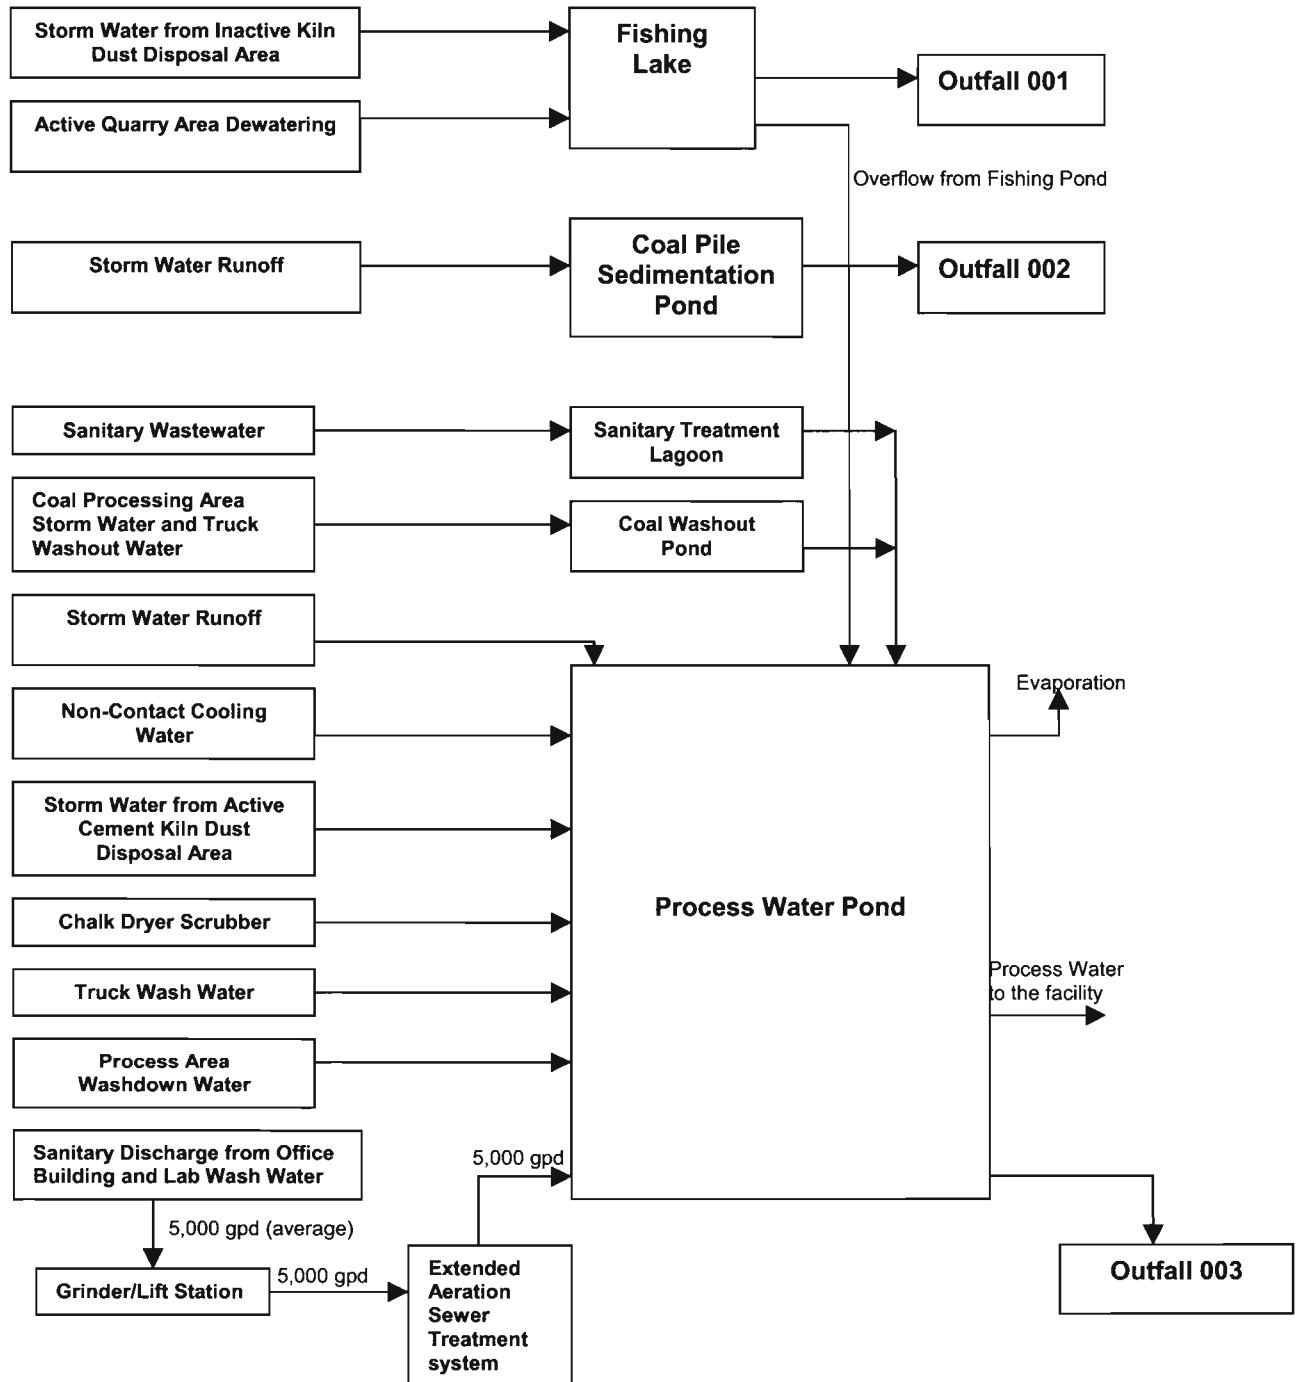 Storm Water from Inactive Kiln
Dust Disposal Area
Fishing
Lake
Outfall 001
Active Quarry Area Dewatering
Overflow from Fishing Pond
Storm Water Runoff
Coal Pile
Sedimentation
Pond
Outfall 002
Sanitary Wastewater
Sanitary Treatment
Lagoon
Coal Processing Area
Storm Water and Truck
Washout Water
Coal Washout
Pond
Storm Water Runoff
Non-Contact Cooling
Water
Evaporation
Storm Water from Active
Cement Kiln Dust
Disposal Area
Process Water Pond
Chalk Dryer Scrubber
Truck Wash Water
Process Water
to the facility
Process Area
Washdown Water
Sanitary Discharge from Office
Building and Lab Wash Water
5,000 gpd
5,000 gpd (average)
Grinder/Lift Station
5,000 gpd
Extended
Aeration
Sewer
Treatment
system
Outfall 003